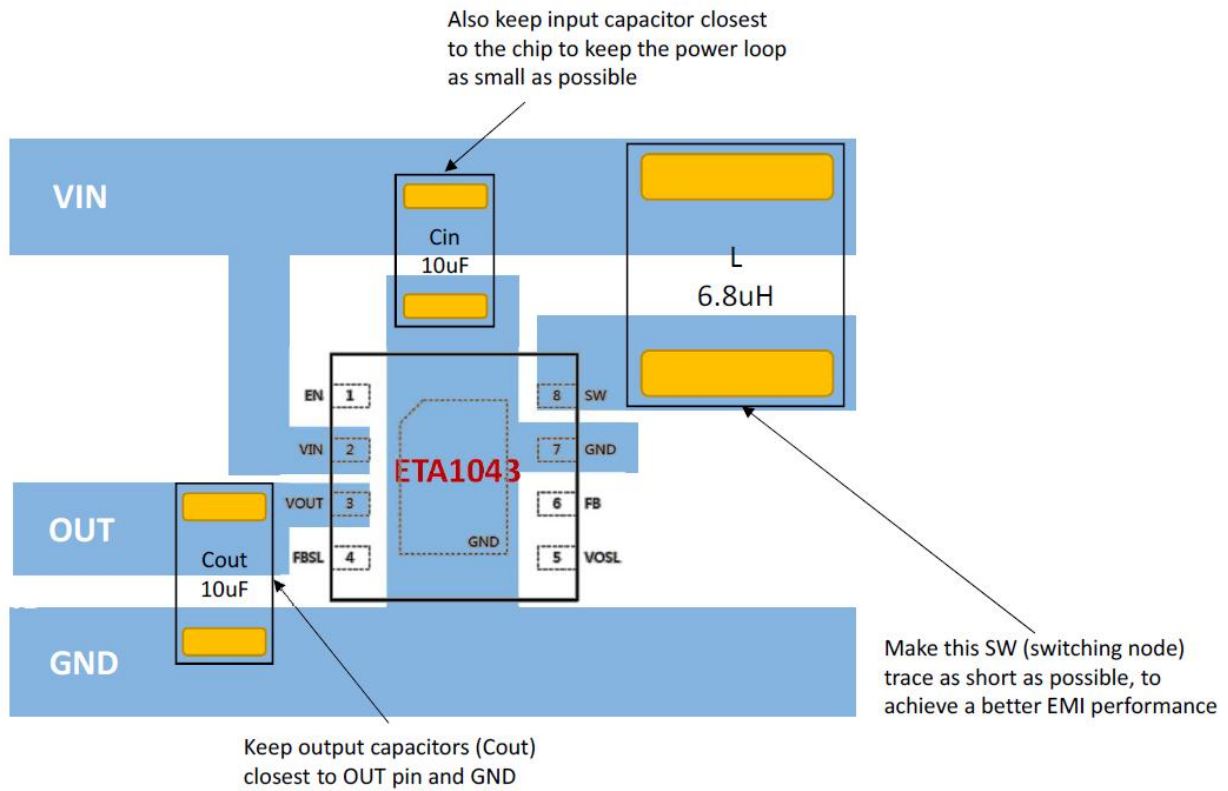 Also keep input capacitor closest
to the chip to keep the power loop
as small as possible
VIN
Cin
10uF
L
6.8uH
EN 1
8 SW
VIN 2
7 GND
ETA1043
VOUT 3
6 FB
GND
FBSL 4
5 VOSL
OUT
Cout
10uF
GND
Make this SW (switching node)
trace as short as possible, to
achieve a better EMI performance
Keep output capacitors (Cout)
closest to OUT pin and GND